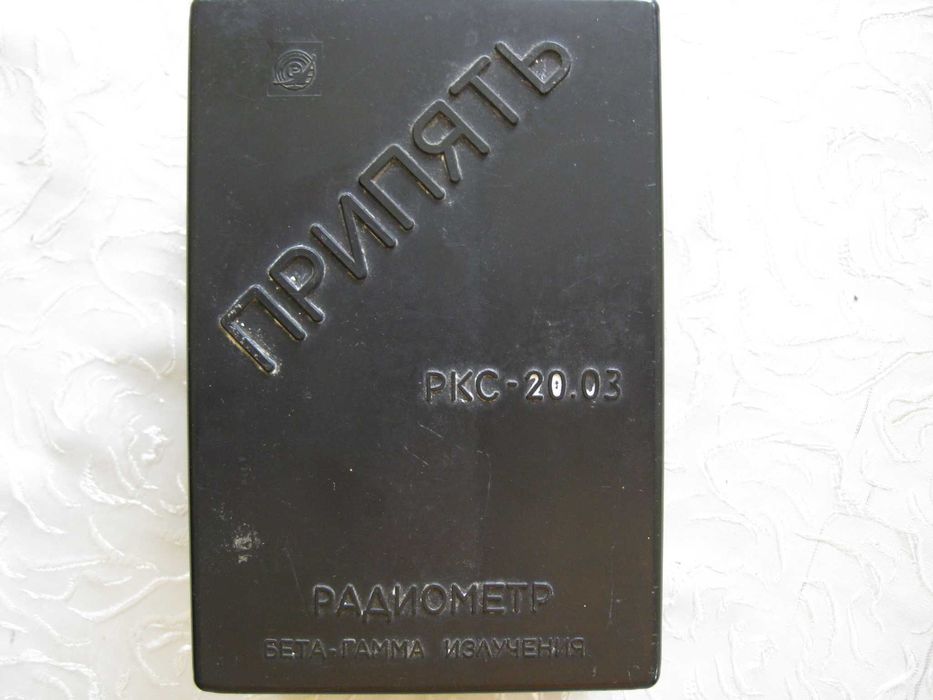 ПРИПЯТЬ
РКС-20.03
РАДИОМЕТР
БЕТА-ГАММА ИЗЛУЧЕНИЯ